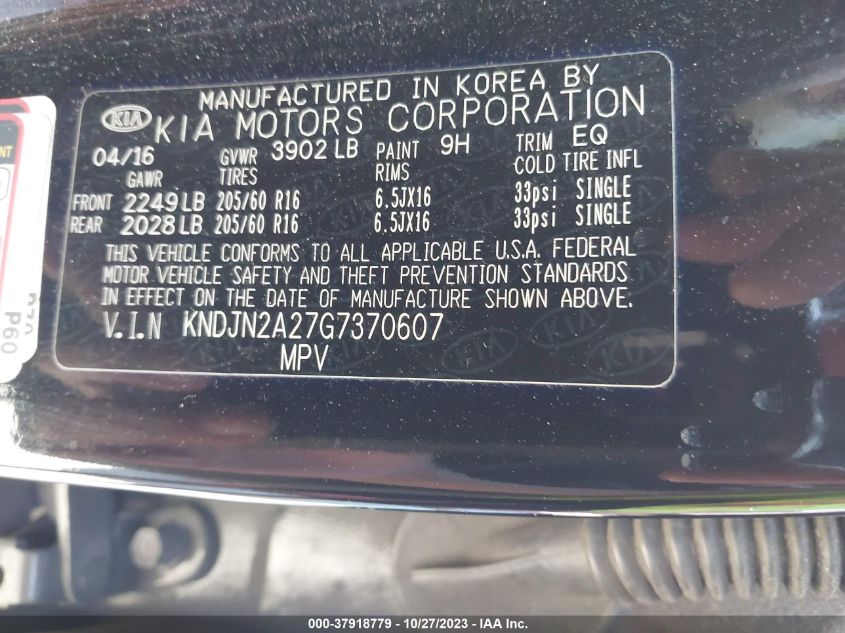 MANUFACTURED IN KOREA BY
KIA KIA MOTORS CORPORATION
04/16 GVWR 3902 LB PAINT 9H TRIM EQ
GAWR TIRES RIMS COLD TIRE INFL
FRONT 2249 LB 205/60 R16 6.5JX16 33psi SINGLE
REAR 2028 LB 205/60 R16 6.5JX16 33psi SINGLE
THIS VEHICLE CONFORMS TO ALL APPLICABLE U.S.A. FEDERAL
MOTOR VEHICLE SAFETY AND THEFT PREVENTION STANDARDS
IN EFFECT ON THE DATE OF MANUFACTURE SHOWN ABOVE.
V.I.N KNDJN2A27G7370607
MPV
000-37918779 - 10/27/2023 - IAA Inc.